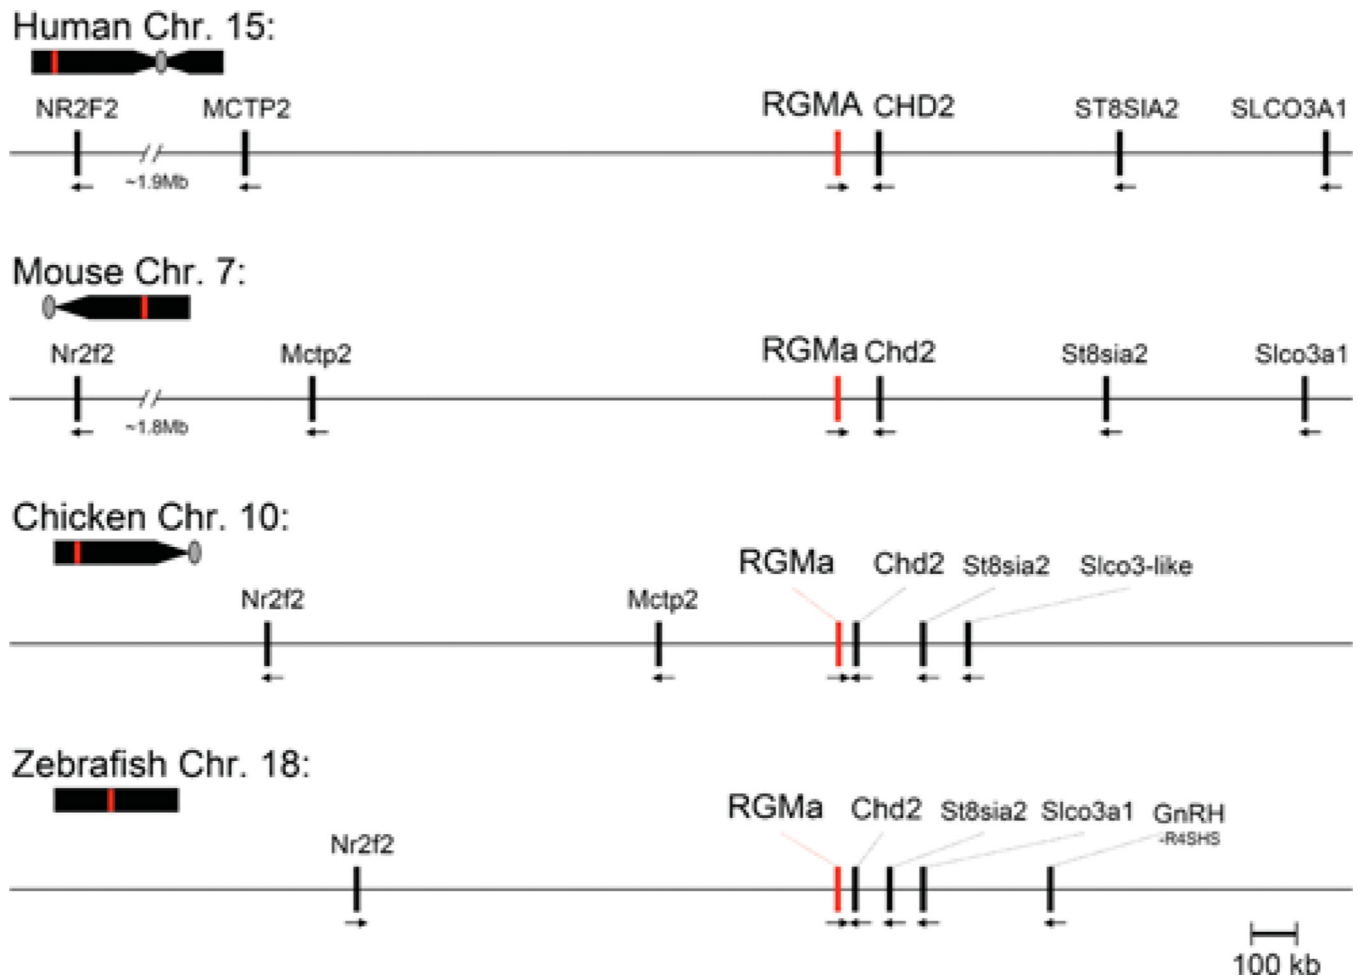 Human Chr. 15:
NR2F2 MCTP2 RGMA CHD2 ST8SIA2 SLCO3A1
~1.9Mb
Mouse Chr. 7:
Nr2f2 Mctp2 RGMa Chd2 St8sia2 Slco3a1
~1.8Mb
Chicken Chr. 10:
RGMa Chd2 St8sia2 Slco3-like
Nr2f2 Mctp2
Zebrafish Chr. 18:
RGMa Chd2 St8sia2 Slco3a1 GnRH
-R4SHS
Nr2f2
100 kb